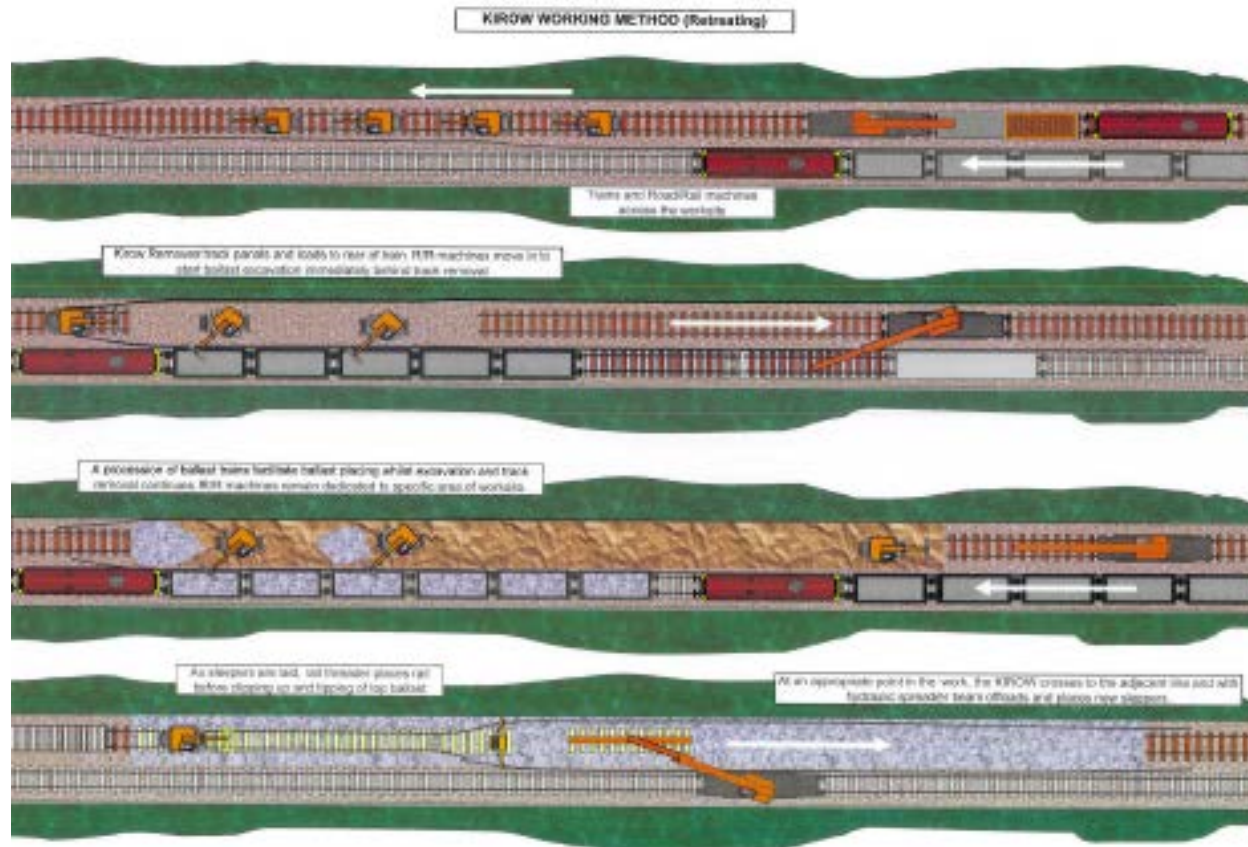 KIROW WORKING METHOD (Retreating)
Trains and Road/Rail machines
across the worksite
Kirow Removes track panels and loads to rear of train. R/R machines move in to
start ballast excavation immediately behind track removal
A procession of ballast trains facilitate ballast placing whilst excavation and track
removal continues. R/R machines remain dedicated to specific area of worksite.
As sleepers are laid, rail threader places rail
before clipping up and tipping of top ballast
At an appropriate point in the work, the KIROW crosses to the adjacent line and with
hydraulic spreader beam offloads and places new sleepers.